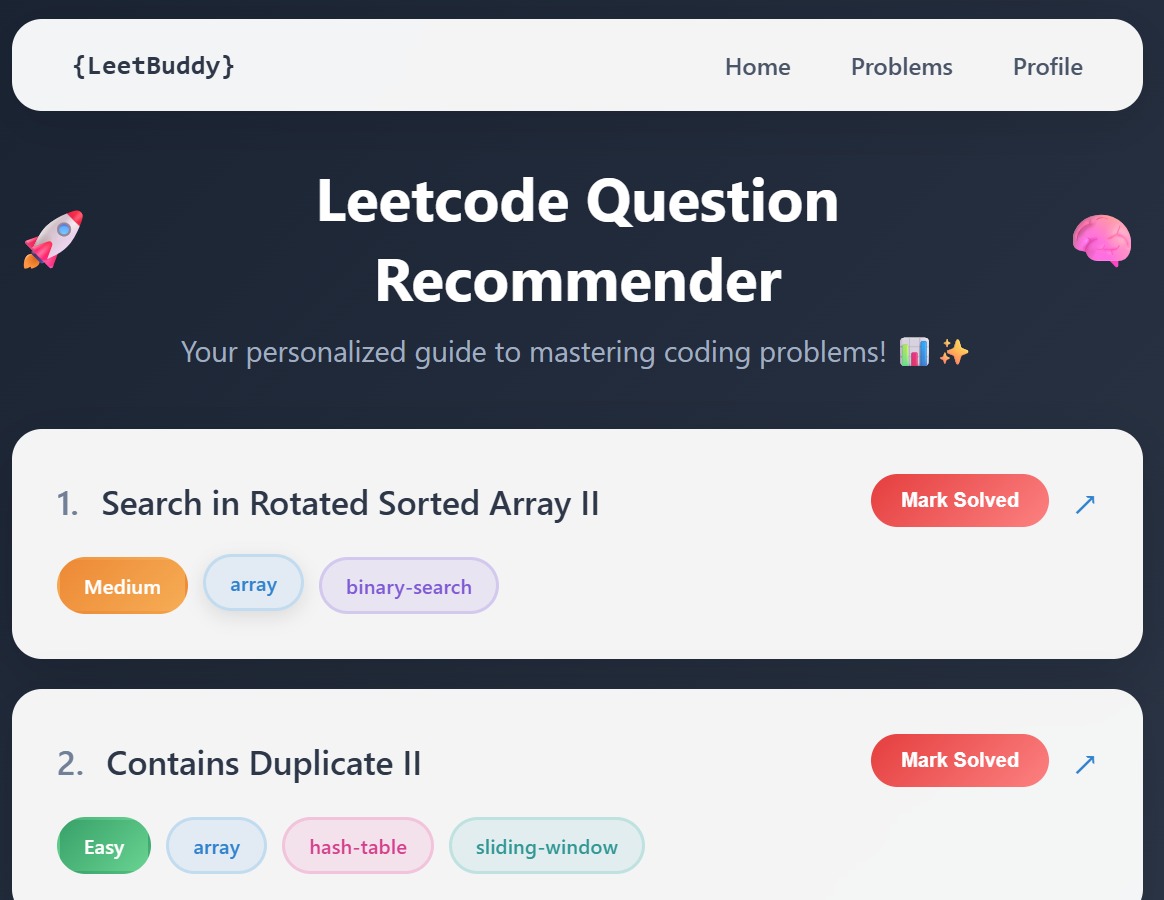 {LeetBuddy} Home Problems Profile
Leetcode Question
Recommender
Your personalized guide to mastering coding problems! 📊 ✨
1. Search in Rotated Sorted Array II Mark Solved ↗
Medium array binary-search
2. Contains Duplicate II Mark Solved ↗
Easy array hash-table sliding-window